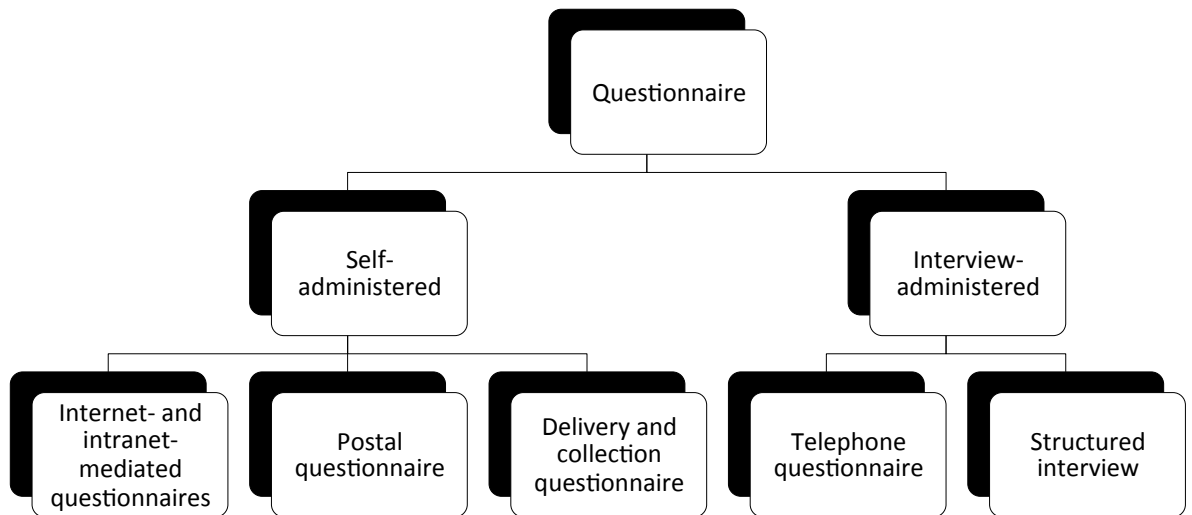 Questionnaire
Self-
administered
Interview-
administered
Internet- and
intranet-
mediated
questionnaires
Postal
questionnaire
Delivery and
collection
questionnaire
Telephone
questionnaire
Structured
interview